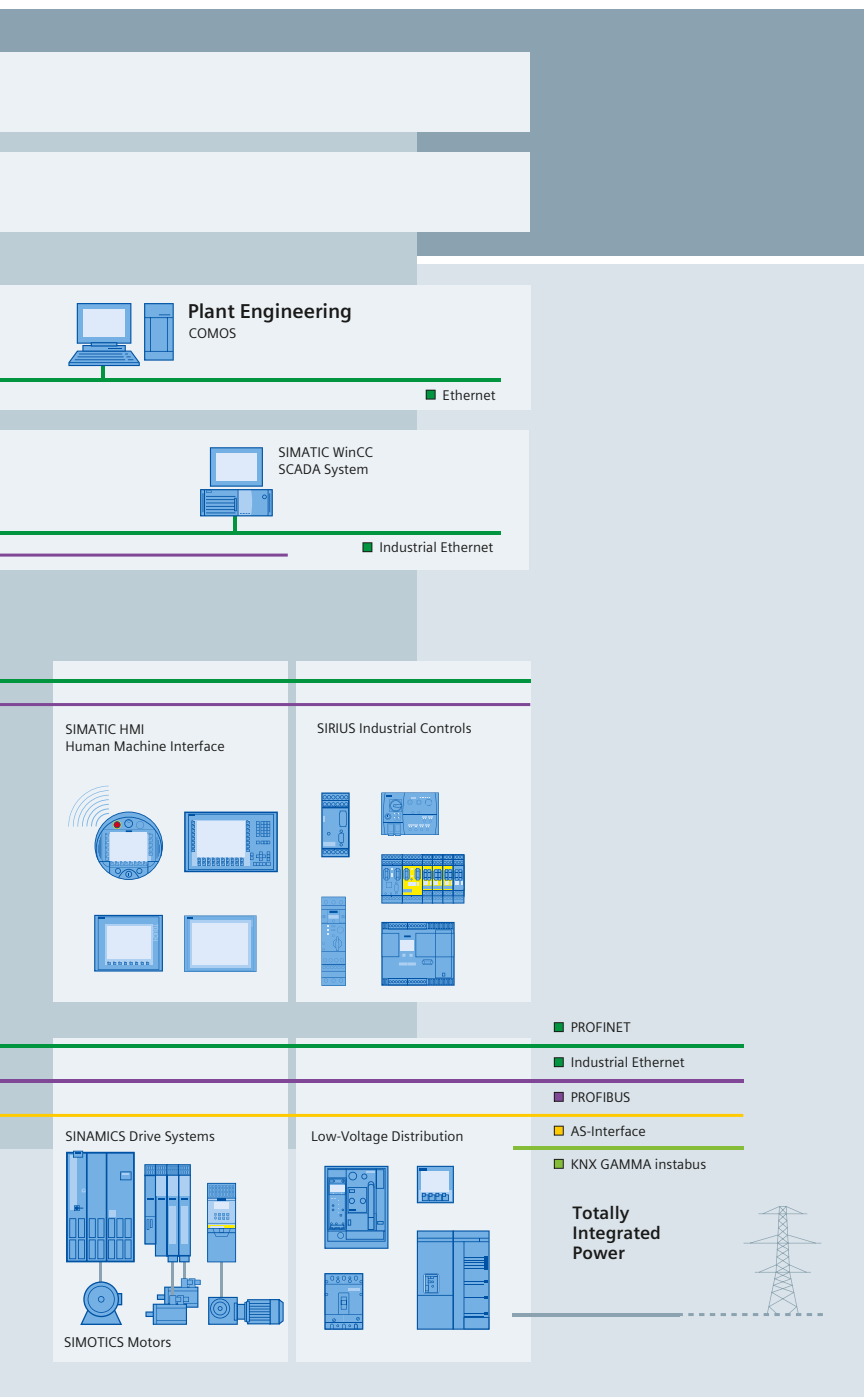 Plant Engineering
COMOS
Ethernet
SIMATIC WinCC
SCADA System
Industrial Ethernet
SIMATIC HMI
Human Machine Interface
SIRIUS Industrial Controls
PROFINET
Industrial Ethernet
PROFIBUS
AS-Interface
KNX GAMMA instabus
SINAMICS Drive Systems
Low-Voltage Distribution
Totally
Integrated
Power
SIMOTICS Motors